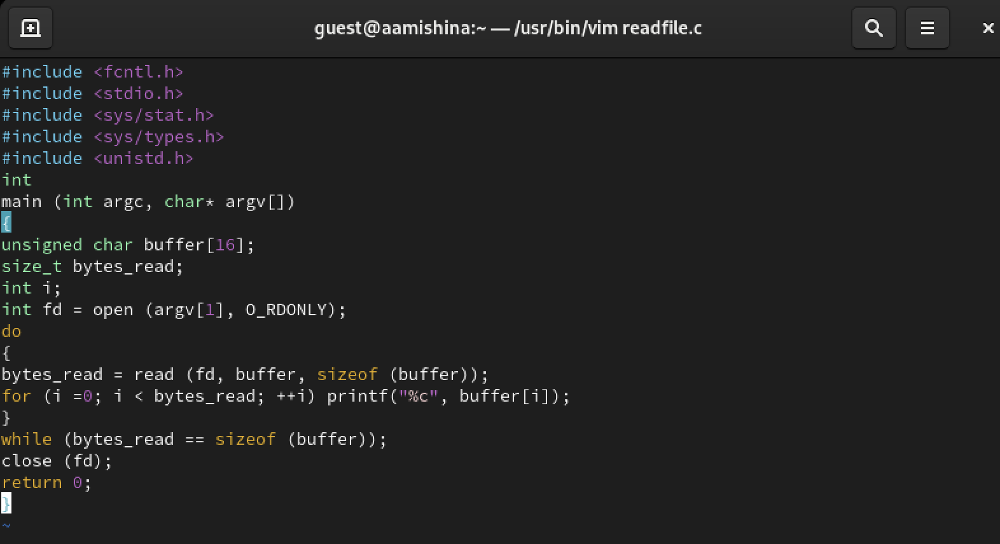 guest@aamishina:~ — /usr/bin/vim readfile.c
#include <fcntl.h>
#include <stdio.h>
#include <sys/stat.h>
#include <sys/types.h>
#include <unistd.h>
int
main (int argc, char* argv[])
{
unsigned char buffer[16];
size_t bytes_read;
int i;
int fd = open (argv[1], O_RDONLY);
do
{
bytes_read = read (fd, buffer, sizeof (buffer));
for (i =0; i < bytes_read; ++i) printf("%c", buffer[i]);
}
while (bytes_read == sizeof (buffer));
close (fd);
return 0;
}
~